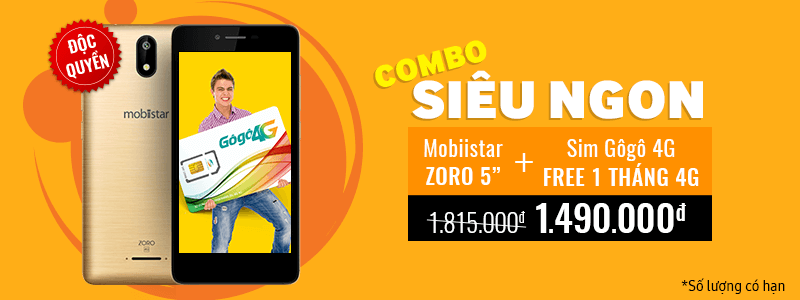 ĐỘC
QUYỀN
mobiistar
ZORO
4G
Gôgô4G
COMBO
SIÊU NGON
Mobiistar
ZORO 5”
+
Sim Gôgô 4G
FREE 1 THÁNG 4G
1.815.000đ 1.490.000đ
*Số lượng có hạn